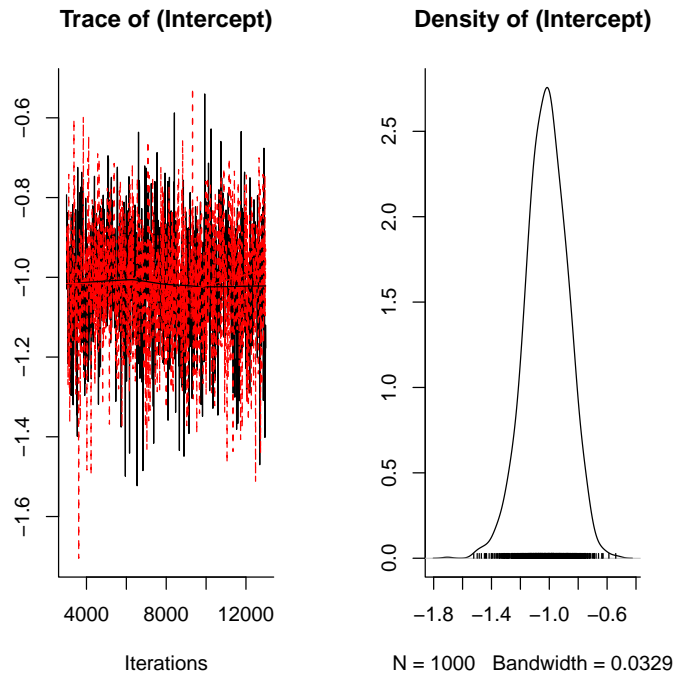 Trace of (Intercept)
−0.6
−0.8
−1.0
−1.2
−1.4
−1.6
4000 8000 12000
Iterations
Density of (Intercept)
2.5
2.0
1.5
1.0
0.5
0.0
−1.8 −1.4 −1.0 −0.6
N = 1000 Bandwidth = 0.0329